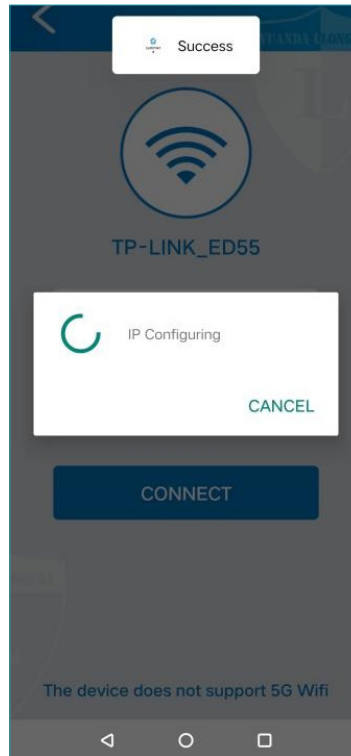 Success
TP-LINK_ED55
IP Configuring
CANCEL
CONNECT
The device does not support 5G Wifi